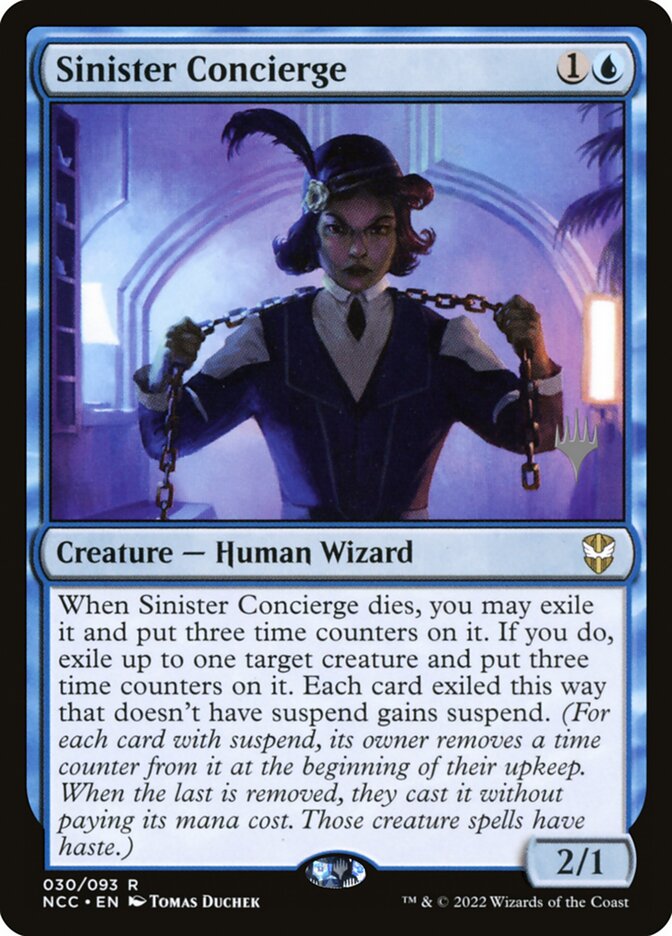 Sinister Concierge
1
Creature — Human Wizard
When Sinister Concierge dies, you may exile
it and put three time counters on it. If you do,
exile up to one target creature and put three
time counters on it. Each card exiled this way
that doesn't have suspend gains suspend. (For
each card with suspend, its owner removes a time
counter from it at the beginning of their upkeep.
When the last is removed, they cast it without
paying its mana cost. Those creature spells have
haste.)
2/1
030/093 R
NCC • EN Tomas Duchek
™ & © 2022 Wizards of the Coast